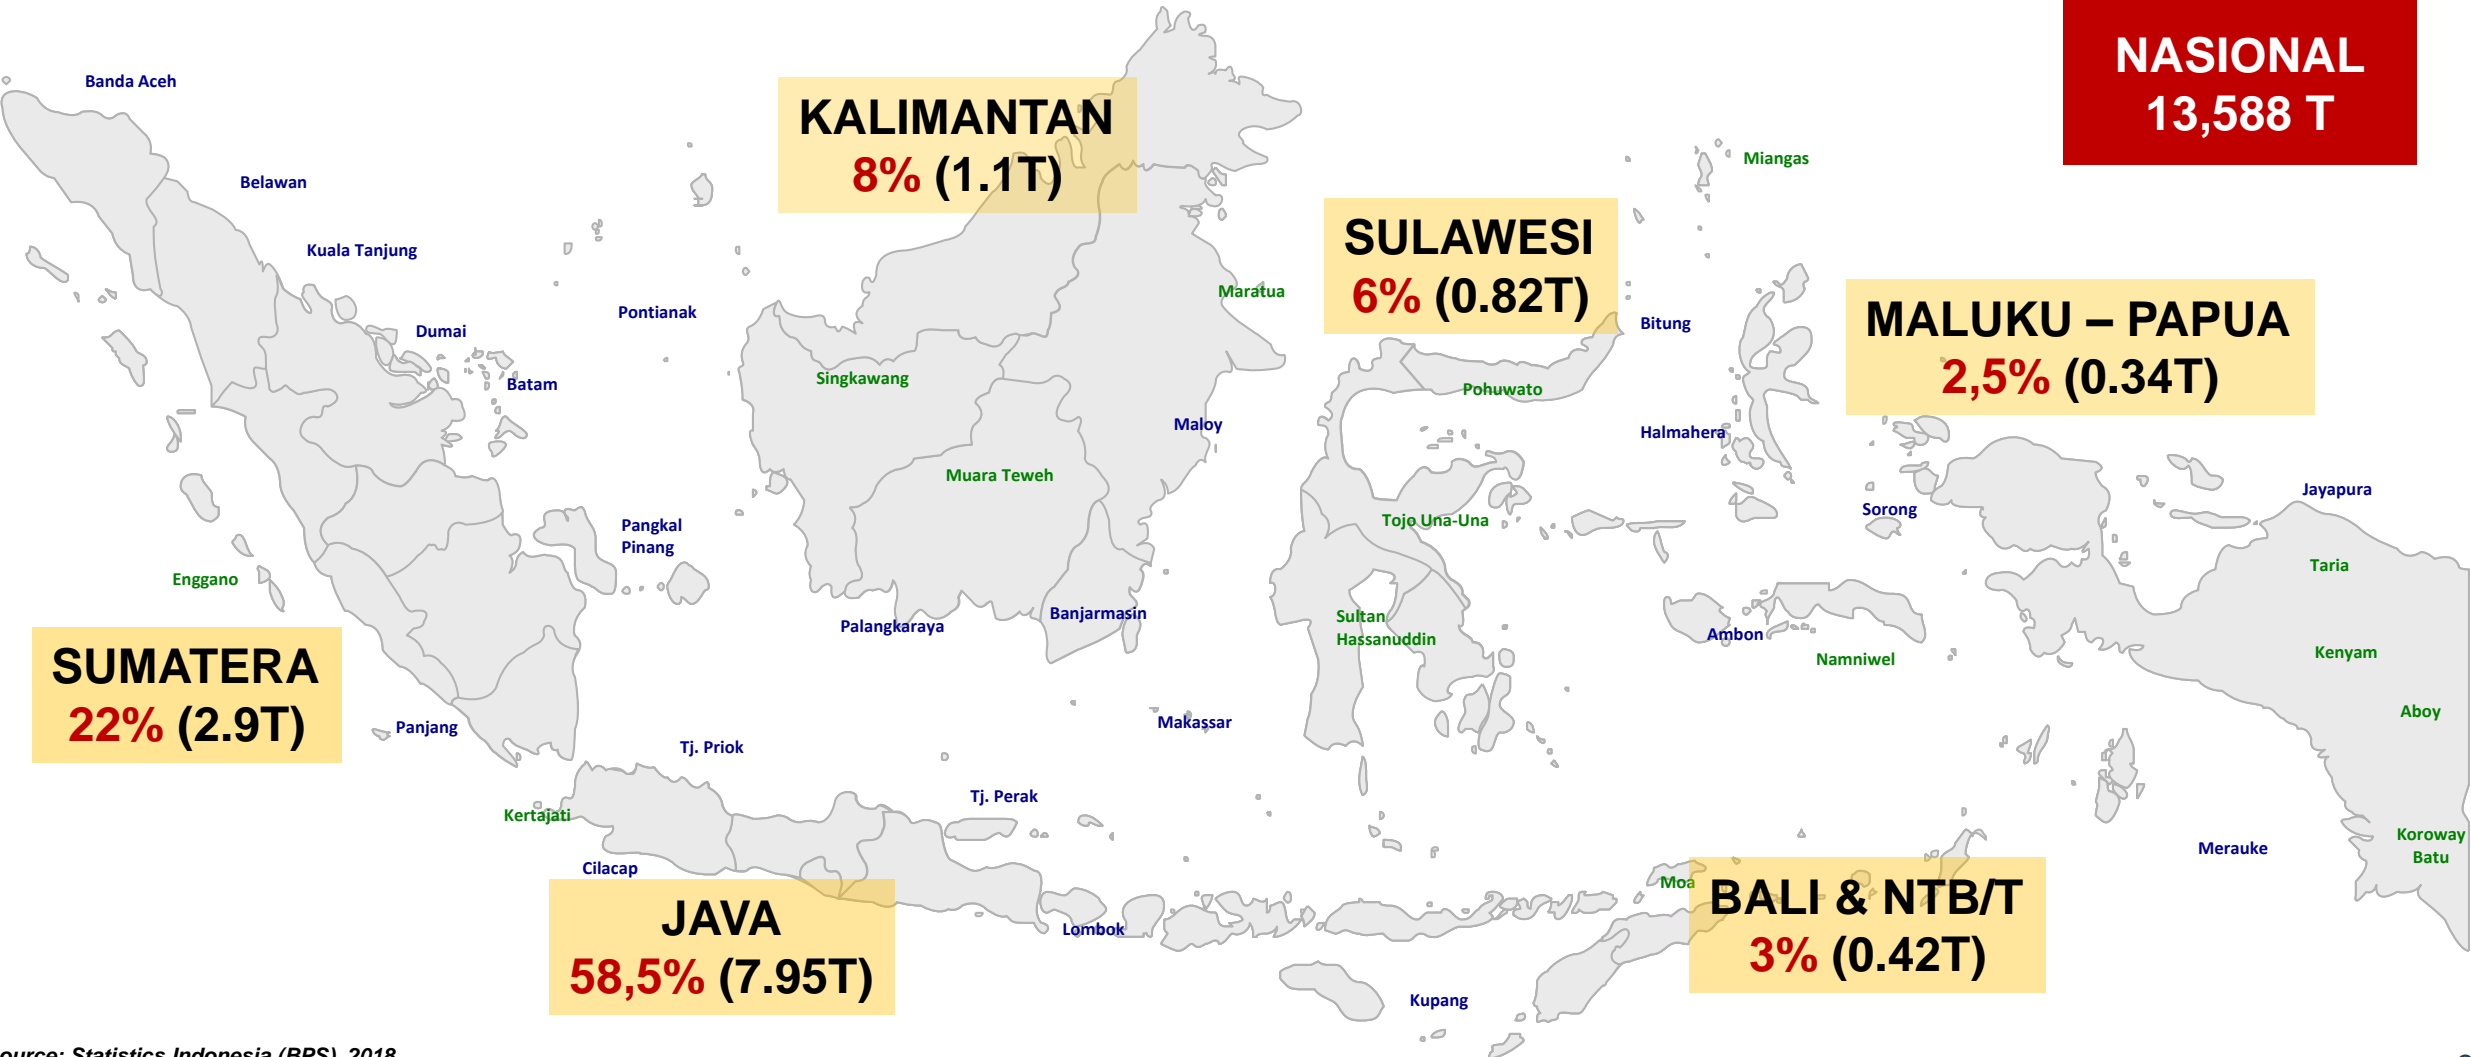 NASIONAL
13,588 T
Banda Aceh
KALIMANTAN
8% (1.1T)
Miangas
Belawan
SULAWESI
6% (0.82T)
Kuala Tanjung
Maratua
MALUKU – PAPUA
2,5% (0.34T)
Pontianak
Bitung
Dumai
Singkawang
Batam
Pohuwato
Maloy
Halmahera
Muara Teweh
Jayapura
Sorong
Pangkal
Pinang
Tojo Una-Una
Taria
Enggano
Banjarmasin
Palangkaraya
Sultan
Hassanuddin
Ambon
Namniwel
Kenyam
SUMATERA
22% (2.9T)
Aboy
Panjang
Makassar
Tj. Priok
Tj. Perak
Kertajati
Koroway
Batu
Merauke
Cilacap
JAVA
58,5% (7.95T)
Moa
BALI & NTB/T
3% (0.42T)
Lombok
Kupang
ource: Statistics Indonesia (BPS), 2018